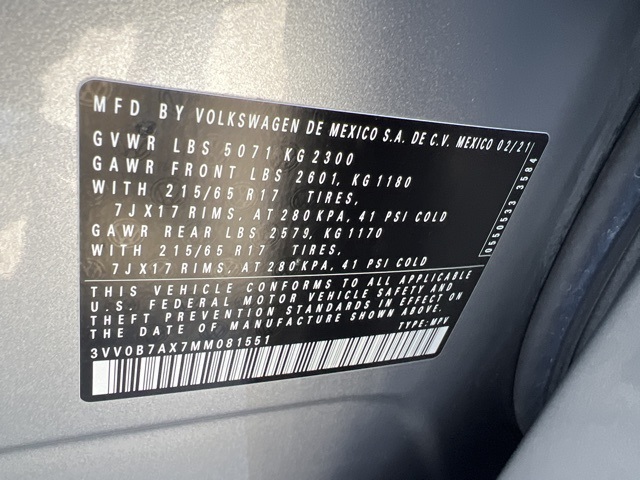 MFD BY VOLKSWAGEN DE MEXICO S.A. DE C.V. MEXICO 02/21
GVWR LBS 5071 KG 2300
GAWR FRONT LBS 2601, KG 1180
WITH 215/65 R17 TIRES,
7JX17 RIMS, AT 280 KPA, 41 PSI COLD
GAWR REAR LBS 2579, KG 1170
WITH 215/65 R17 TIRES,
7JX17 RIMS, AT 280 KPA, 41 PSI COLD
0550533 3584
THIS VEHICLE CONFORMS TO ALL APPLICABLE
U.S. FEDERAL MOTOR VEHICLE SAFETY AND
THEFT PREVENTION STANDARDS IN EFFECT ON
THE DATE OF MANUFACTURE SHOWN ABOVE.
3VV0B7AX7MM081551 TYPE: MPV